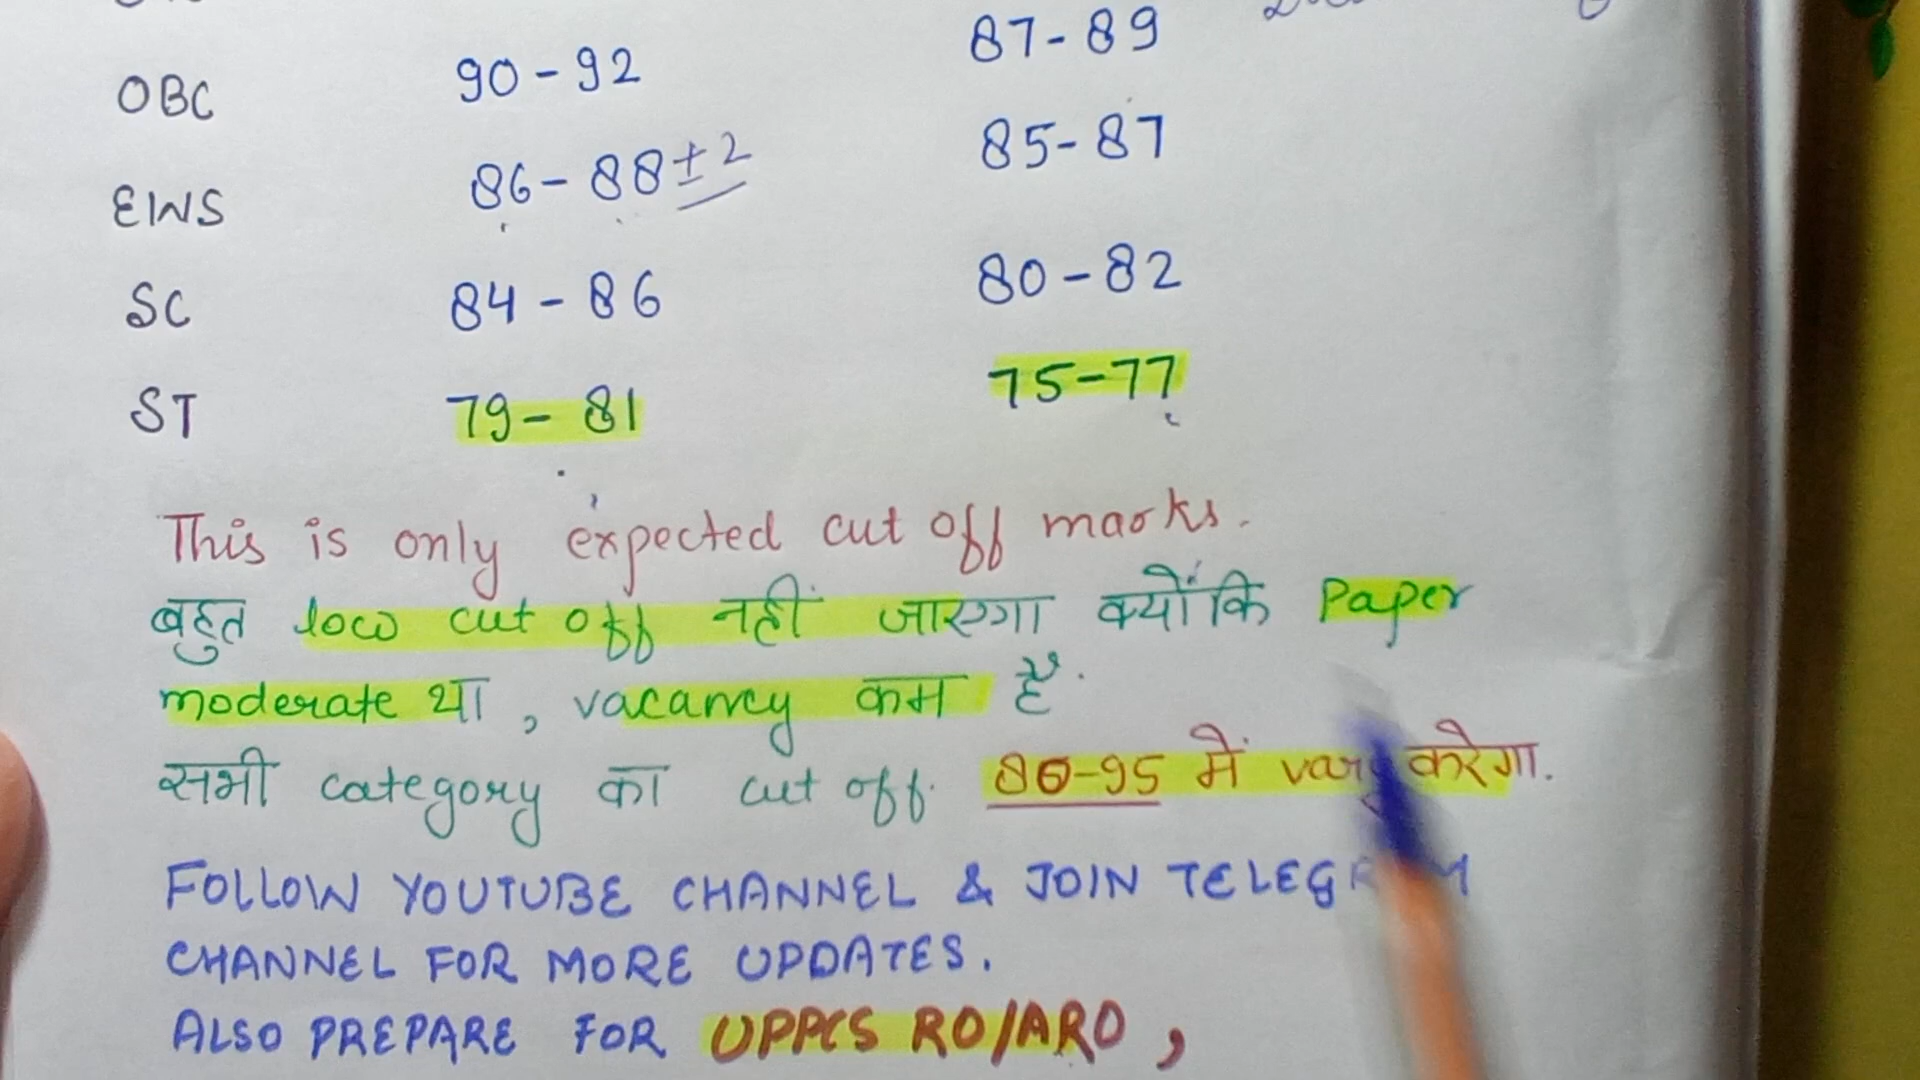 OBC 90-92 87-89
EWS 86-88±2 85-87
SC 84-86 80-82
ST 79-81 75-77
This is only expected cut off marks.
बहुत low cut off नहीं जाएगा क्योंकि Paper
moderate था, vacancy कम है.
सभी category का cut off 80-95 में vary करेगा.
FOLLOW YOUTUBE CHANNEL & JOIN TELEGRAM
CHANNEL FOR MORE UPDATES.
ALSO PREPARE FOR UPPCS RO/ARO,